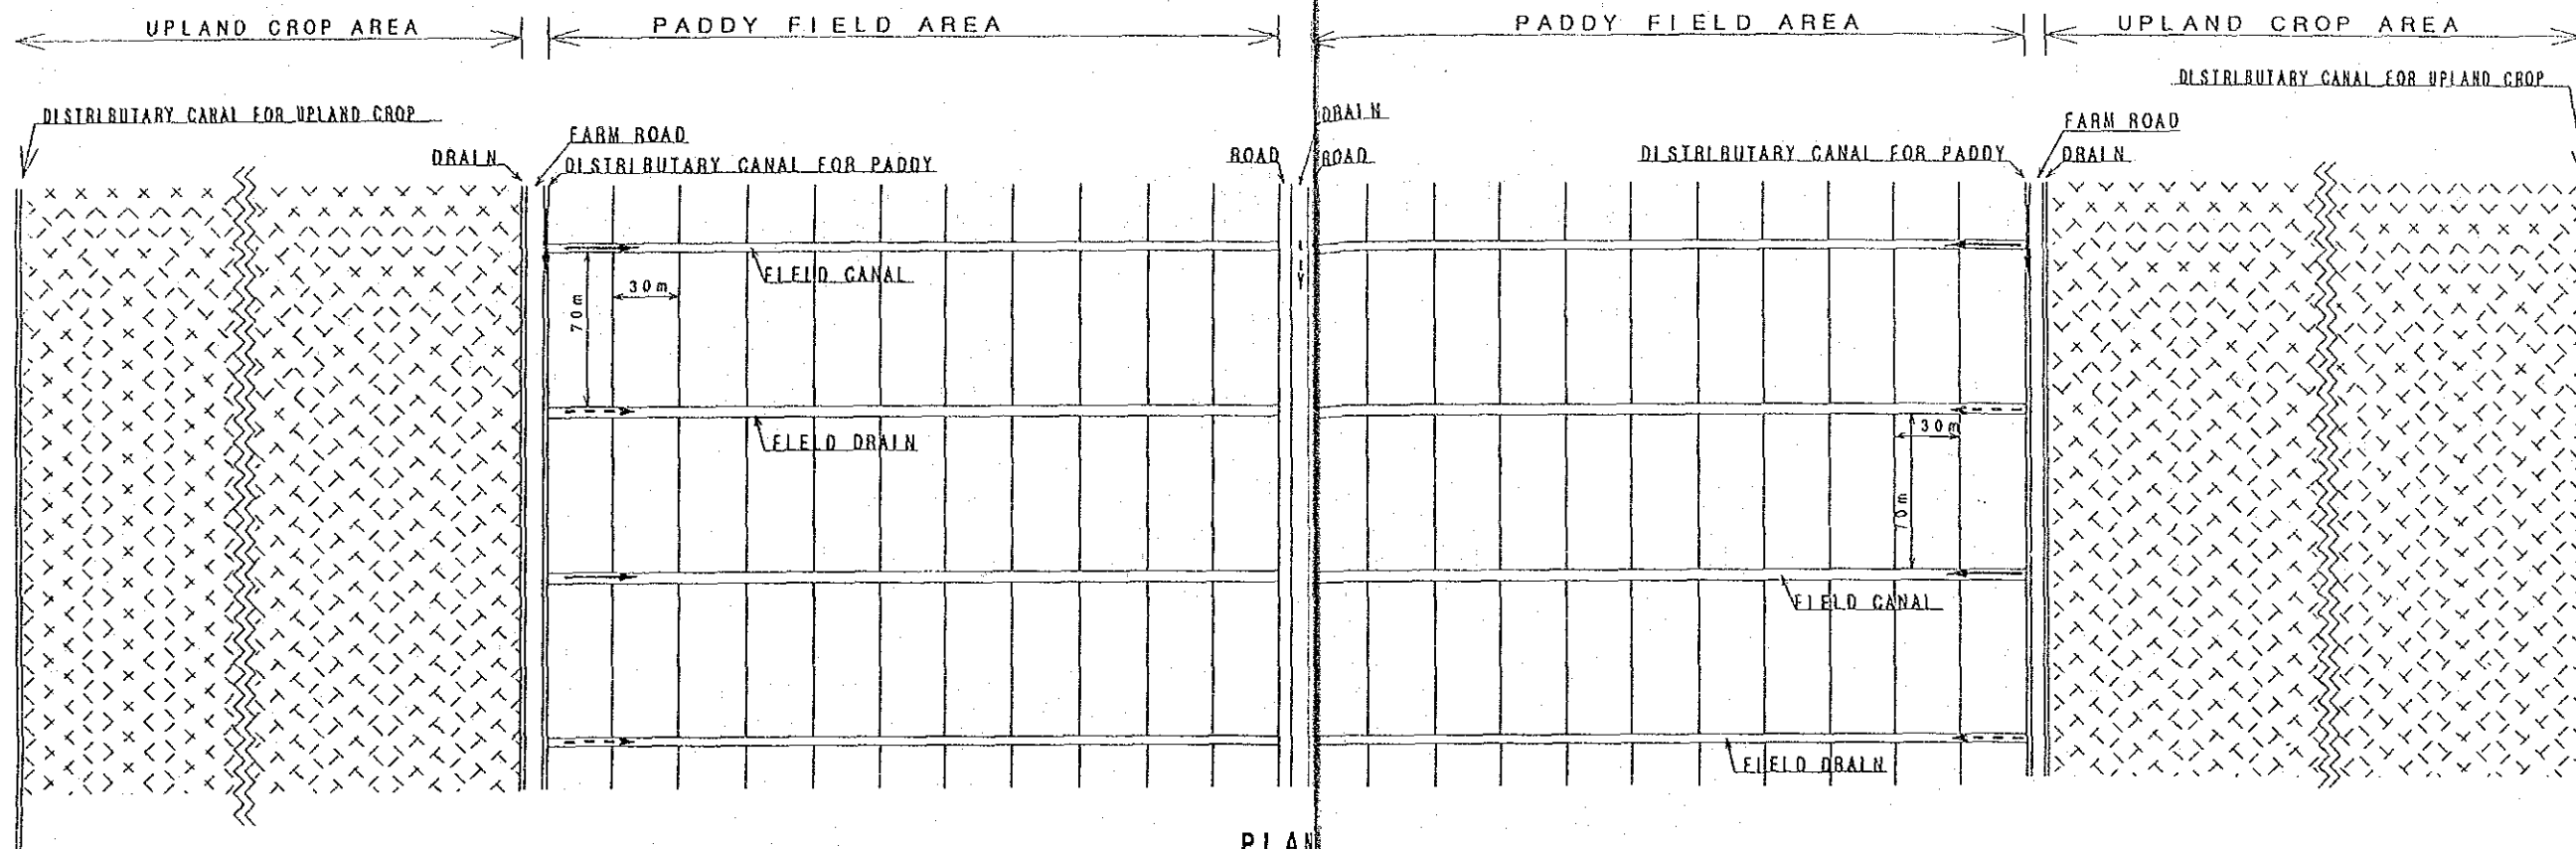 UPLAND CROP AREA
PADDY FIELD AREA
PADDY FIELD AREA
UPLAND CROP AREA
DISTRIBUTARY CANAL FOR UPLAND CROP
DISTRIBUTARY CANAL FOR UPLAND CROP
DRAIN
FARM ROAD
DISTRIBUTARY CANAL FOR PADDY
ROAD
DRAIN
ROAD
DISTRIBUTARY CANAL FOR PADDY
FARM ROAD
DRAIN
FIELD CANAL
30m
70m
FIELD DRAIN
30m
70m
FIELD CANAL
FIELD DRAIN
PLAN